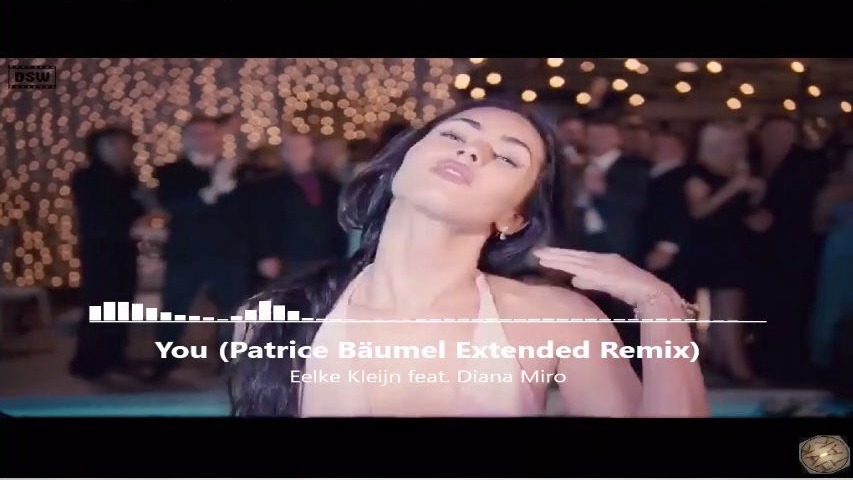 DSW
You (Patrice Bäumel Extended Remix)
Eelke Kleijn feat. Diana Miro